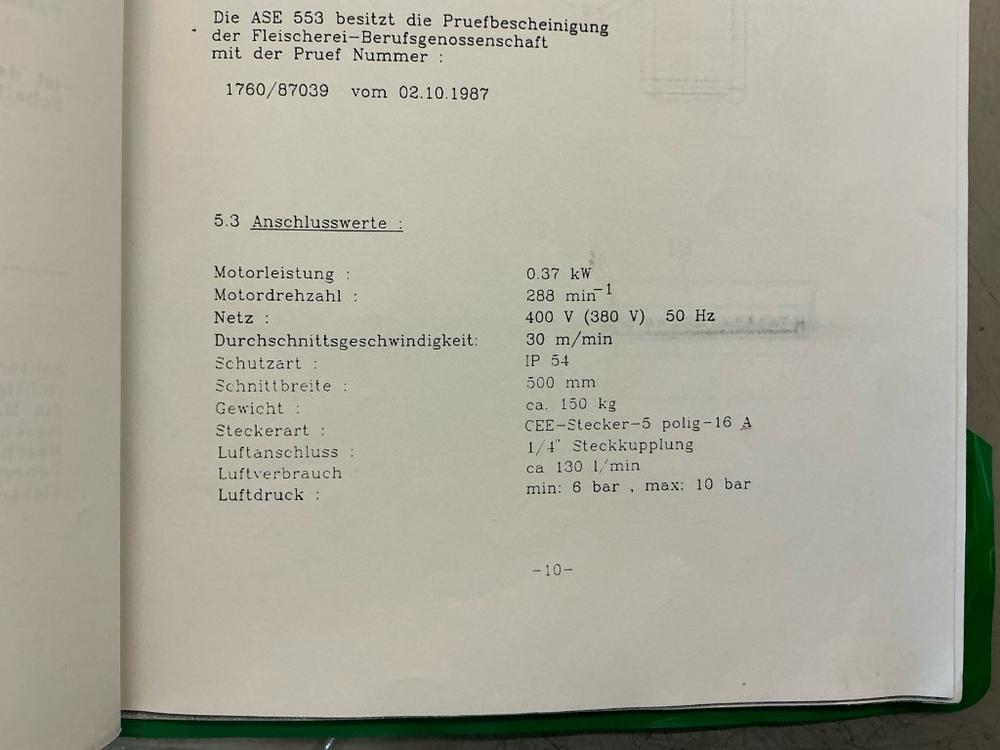 Die ASE 553 besitzt die Pruefbescheinigung
der Fleischerei-Berufsgenossenschaft
mit der Pruef Nummer :
1760/87039 vom 02.10.1987
5.3 Anschlusswerte :
Motorleistung : 0.37 kW
Motordrehzahl : 288 min⁻¹
Netz : 400 V (380 V) 50 Hz
Durchschnittsgeschwindigkeit: 30 m/min
Schutzart : IP 54
Schnittbreite : 500 mm
Gewicht : ca. 150 kg
Steckerart : CEE-Stecker-5 polig-16 A
Luftanschluss : 1/4" Steckkupplung
Luftverbrauch ca 130 l/min
Luftdruck : min: 6 bar , max: 10 bar
-10-